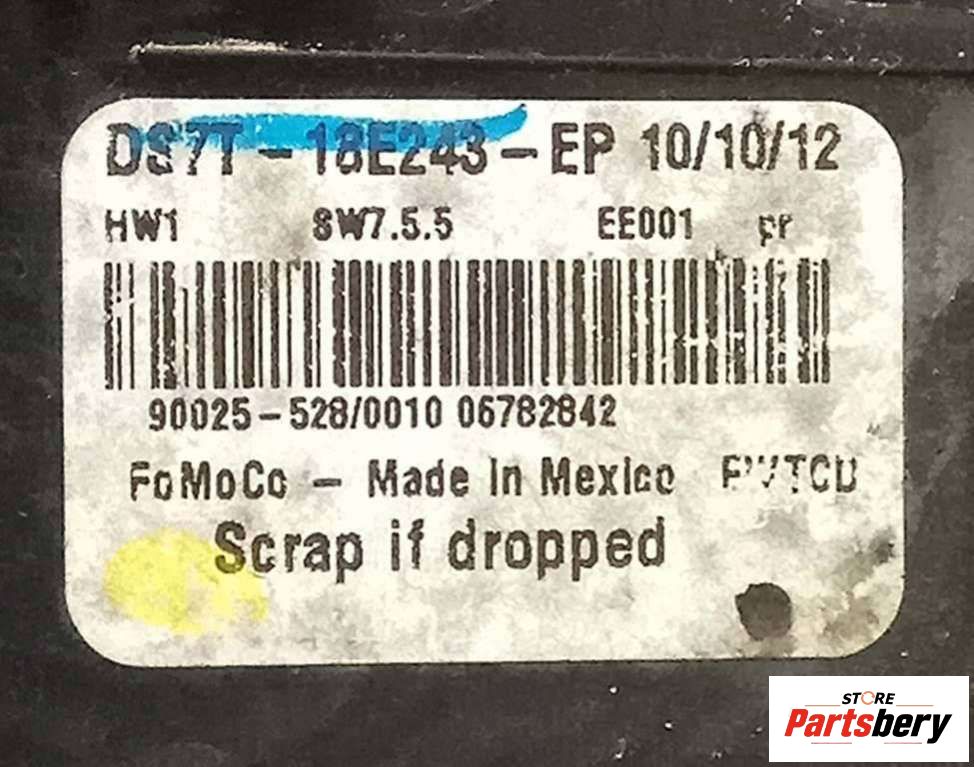 DS7T-18E243-EP 10/10/12
HW1 SW7.5.5 EE001 pr
90025-528/0010 06782842
FoMoCo - Made In Mexico
Scrap if dropped
STORE
Partsbery